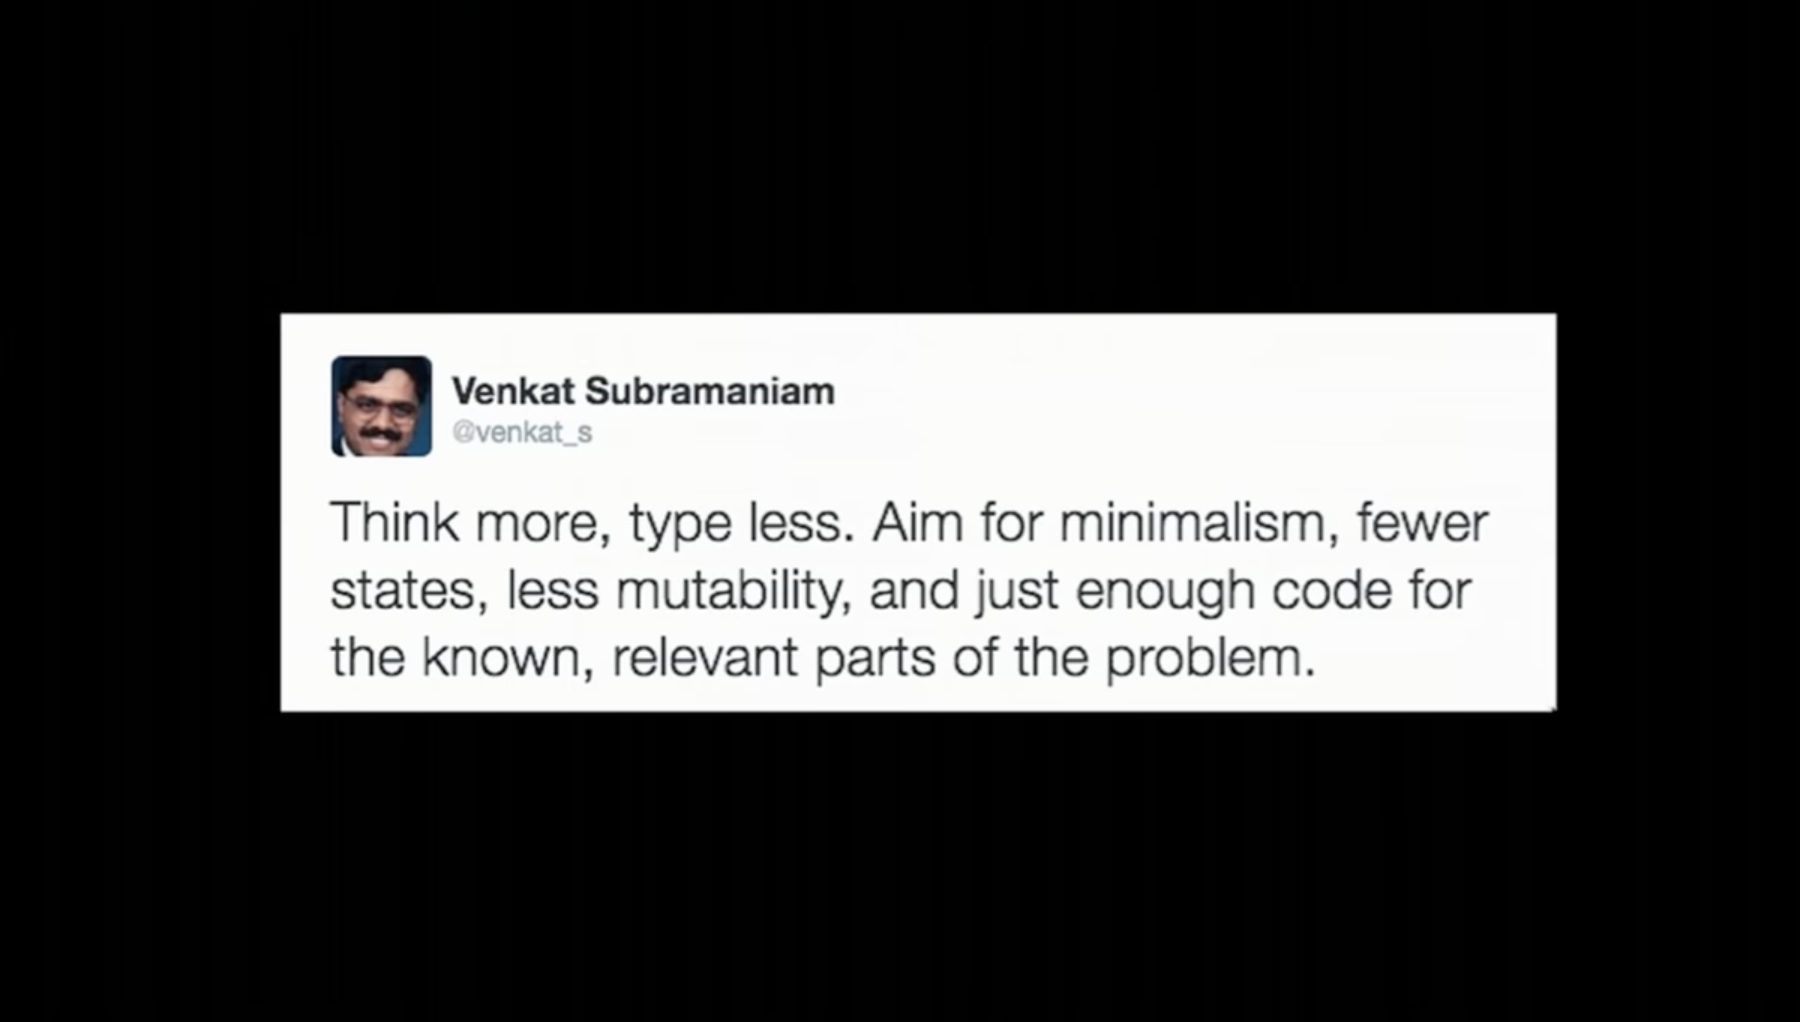 Venkat Subramaniam
@venkat_s
Think more, type less. Aim for minimalism, fewer
states, less mutability, and just enough code for
the known, relevant parts of the problem.